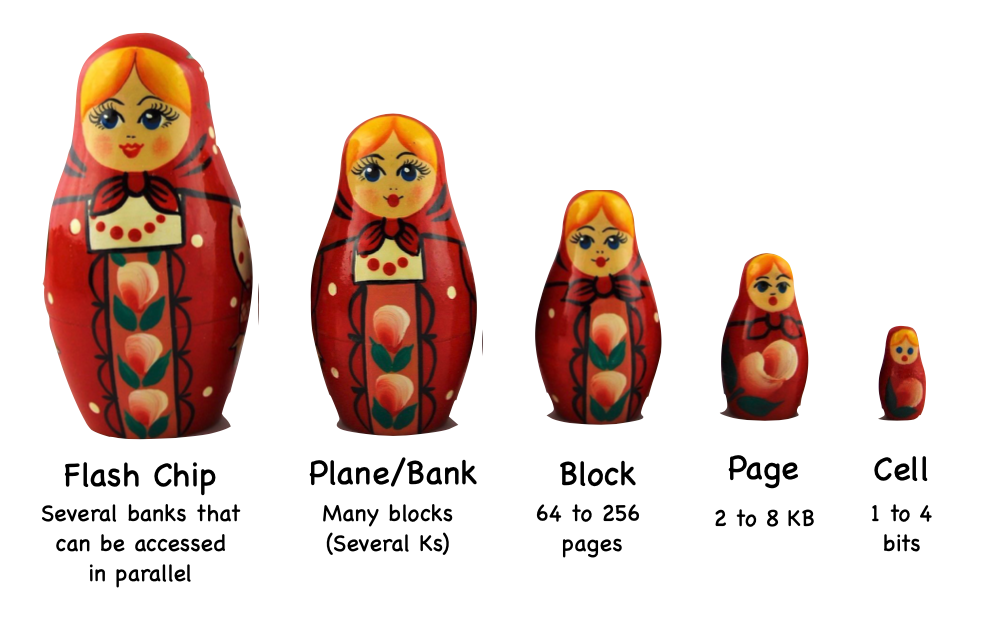 Flash Chip
Several banks that
can be accessed
in parallel
Plane/Bank
Many blocks
(Several Ks)
Block
64 to 256
pages
Page
2 to 8 KB
Cell
1 to 4
bits